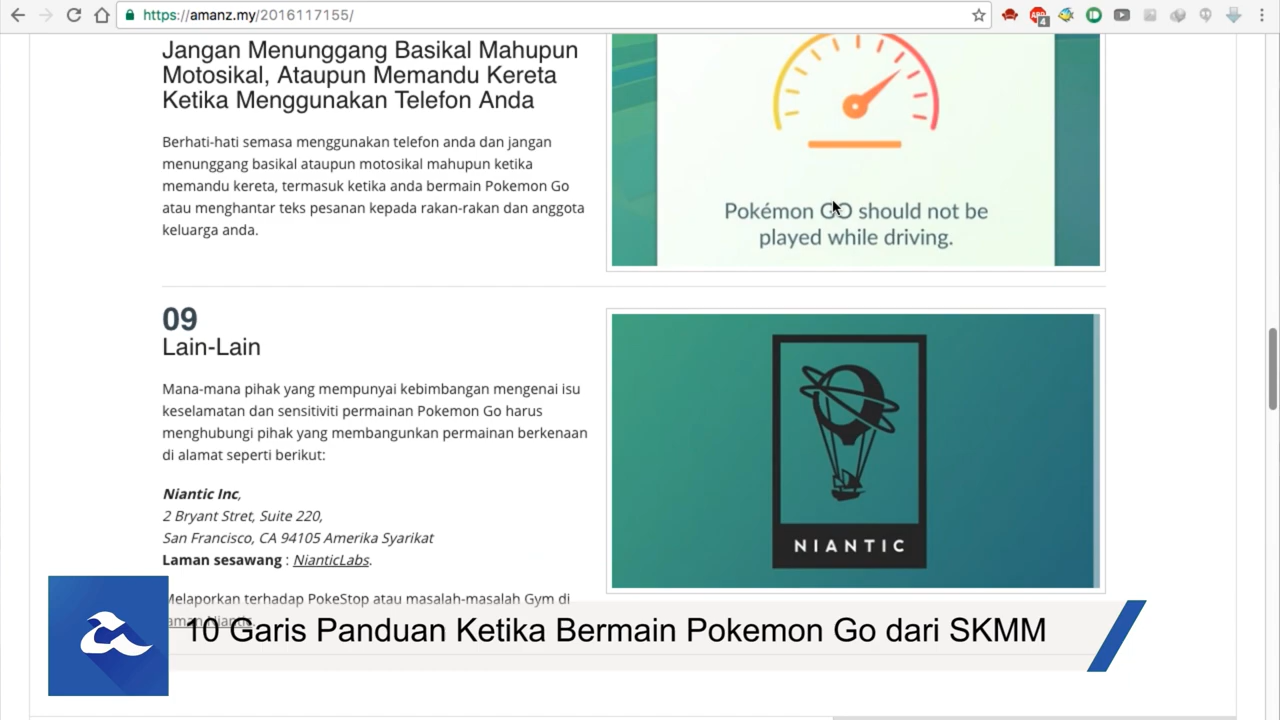 https://amanz.my/2016117155/
4
Jangan Menunggang Basikal Mahupun
Motosikal, Ataupun Memandu Kereta
Ketika Menggunakan Telefon Anda
Berhati-hati semasa menggunakan telefon anda dan jangan
menunggang basikal ataupun motosikal mahupun ketika
memandu kereta, termasuk ketika anda bermain Pokemon Go
atau menghantar teks pesanan kepada rakan-rakan dan anggota
keluarga anda.
Pokémon GO should not be
played while driving.
09
Lain-Lain
Mana-mana pihak yang mempunyai kebimbangan mengenai isu
keselamatan dan sensitiviti permainan Pokemon Go harus
menghubungi pihak yang membangunkan permainan berkenaan
di alamat seperti berikut:
Niantic Inc,
2 Bryant Stret, Suite 220,
San Francisco, CA 94105 Amerika Syarikat
Laman sesawang : NianticLabs.
Melaporkan terhadap PokeStop atau masalah-masalah Gym di
laman Niantic.
NIANTIC
10 Garis Panduan Ketika Bermain Pokemon Go dari SKMM